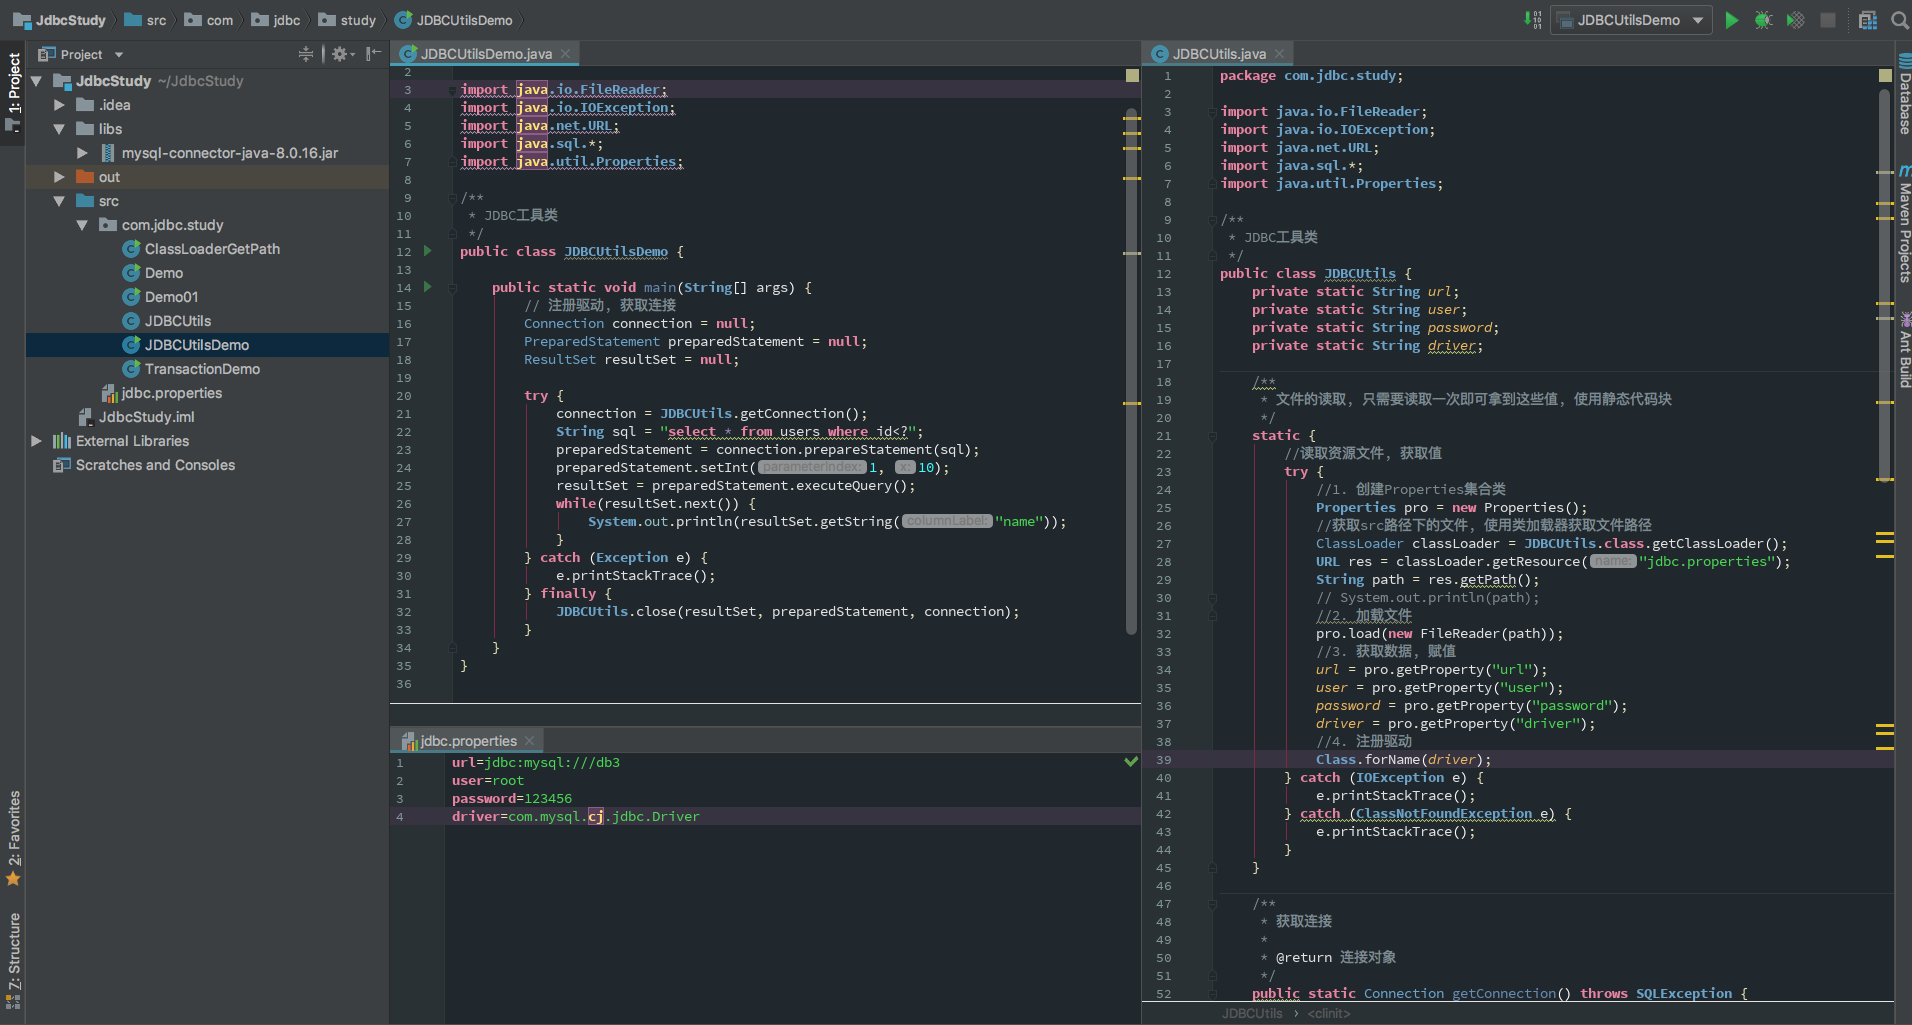 JdbcStudy src com jdbc study JDBCUtilsDemo
JDBCUtilsDemo
1: Project
2: Favorites
7: Structure
Project
JdbcStudy ~/JdbcStudy
.idea
libs
mysql-connector-java-8.0.16.jar
out
src
com.jdbc.study
ClassLoaderGetPath
Demo
Demo01
JDBCUtils
JDBCUtilsDemo
TransactionDemo
jdbc.properties
JdbcStudy.iml
External Libraries
Scratches and Consoles
JDBCUtilsDemo.java
2
3 import java.io.FileReader;
4 import java.io.IOException;
5 import java.net.URL;
6 import java.sql.*;
7 import java.util.Properties;
8
9 /**
10 * JDBC工具类
11 */
12 public class JDBCUtilsDemo {
13
14 public static void main(String[] args) {
15 // 注册驱动, 获取连接
16 Connection connection = null;
17 PreparedStatement preparedStatement = null;
18 ResultSet resultSet = null;
19
20 try {
21 connection = JDBCUtils.getConnection();
22 String sql = "select * from users where id<?";
23 preparedStatement = connection.prepareStatement(sql);
24 preparedStatement.setInt( parameterIndex: 1, x: 10);
25 resultSet = preparedStatement.executeQuery();
26 while(resultSet.next()) {
27 System.out.println(resultSet.getString( columnLabel: "name"));
28 }
29 } catch (Exception e) {
30 e.printStackTrace();
31 } finally {
32 JDBCUtils.close(resultSet, preparedStatement, connection);
33 }
34 }
35 }
36
jdbc.properties
1 url=jdbc:mysql:///db3
2 user=root
3 password=123456
4 driver=com.mysql.cj.jdbc.Driver
JDBCUtils.java
1 package com.jdbc.study;
2
3 import java.io.FileReader;
4 import java.io.IOException;
5 import java.net.URL;
6 import java.sql.*;
7 import java.util.Properties;
8
9 /**
10 * JDBC工具类
11 */
12 public class JDBCUtils {
13 private static String url;
14 private static String user;
15 private static String password;
16 private static String driver;
17
18 /**
19 * 文件的读取, 只需要读取一次即可拿到这些值, 使用静态代码块
20 */
21 static {
22 //读取资源文件, 获取值
23 try {
24 //1. 创建Properties集合类
25 Properties pro = new Properties();
26 //获取src路径下的文件, 使用类加载器获取文件路径
27 ClassLoader classLoader = JDBCUtils.class.getClassLoader();
28 URL res = classLoader.getResource( name: "jdbc.properties");
29 String path = res.getPath();
30 // System.out.println(path);
31 //2. 加载文件
32 pro.load(new FileReader(path));
33 //3. 获取数据, 赋值
34 url = pro.getProperty("url");
35 user = pro.getProperty("user");
36 password = pro.getProperty("password");
37 driver = pro.getProperty("driver");
38 //4. 注册驱动
39 Class.forName(driver);
40 } catch (IOException e) {
41 e.printStackTrace();
42 } catch (ClassNotFoundException e) {
43 e.printStackTrace();
44 }
45 }
46
47 /**
48 * 获取连接
49 *
50 * @return 连接对象
51 */
52 public static Connection getConnection() throws SQLException {
JDBCUtils › <clinit>
Database
Maven Projects
Ant Build